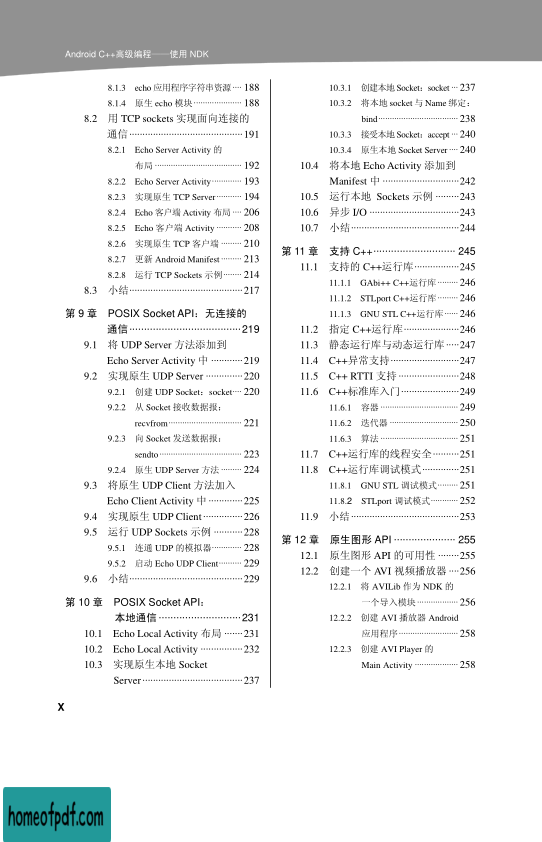 Android C++高级编程——使用 NDK
8.1.3 echo 应用程序字符串资源 ···· 188
8.1.4 原生 echo 模块 ···················· 188
8.2 用 TCP sockets 实现面向连接的
通信 ············································ 191
8.2.1 Echo Server Activity 的
布局 ·································· 192
8.2.2 Echo Server Activity ············ 193
8.2.3 实现原生 TCP Server ·········· 194
8.2.4 Echo 客户端 Activity 布局 ···· 206
8.2.5 Echo 客户端 Activity ·········· 208
8.2.6 实现原生 TCP 客户端 ········ 210
8.2.7 更新 Android Manifest ········ 213
8.2.8 运行 TCP Sockets 示例 ······· 214
8.3 小结 ············································ 217
第 9 章 POSIX Socket API：无连接的
通信 ······································ 219
9.1 将 UDP Server 方法添加到
Echo Server Activity 中 ············ 219
9.2 实现原生 UDP Server ·············· 220
9.2.1 创建 UDP Socket：socket ···· 220
9.2.2 从 Socket 接收数据报：
recvfrom ···························· 221
9.2.3 向 Socket 发送数据报：
sendto ································ 223
9.2.4 原生 UDP Server 方法 ········· 224
9.3 将原生 UDP Client 方法加入
Echo Client Activity 中 ············· 225
9.4 实现原生 UDP Client ··············· 226
9.5 运行 UDP Sockets 示例 ··········· 228
9.5.1 连通 UDP 的模拟器 ············ 228
9.5.2 启动 Echo UDP Client ········· 229
9.6 小结 ············································ 229
第 10 章 POSIX Socket API：
本地通信 ···························· 231
10.1 Echo Local Activity 布局 ······· 231
10.2 Echo Local Activity ················ 232
10.3 实现原生本地 Socket
Server ······································ 237
10.3.1 创建本地 Socket：socket ··· 237
10.3.2 将本地 socket 与 Name 绑定：
bind ································ 238
10.3.3 接受本地 Socket：accept ··· 240
10.3.4 原生本地 Socket Server ···· 240
10.4 将本地 Echo Activity 添加到
Manifest 中 ····························· 242
10.5 运行本地 Sockets 示例 ········· 243
10.6 异步 I/O ·································· 243
10.7 小结 ········································· 244
第 11 章 支持 C++ ···························· 245
11.1 支持的 C++运行库 ················· 245
11.1.1 GAbi++ C++运行库 ········· 246
11.1.2 STLport C++运行库 ········· 246
11.1.3 GNU STL C++运行库 ······ 246
11.2 指定 C++运行库 ····················· 246
11.3 静态运行库与动态运行库 ····· 247
11.4 C++异常支持 ·························· 247
11.5 C++ RTTI 支持 ······················· 248
11.6 C++标准库入门 ······················ 249
11.6.1 容器 ······························· 249
11.6.2 迭代器 ··························· 250
11.6.3 算法 ······························· 251
11.7 C++运行库的线程安全 ·········· 251
11.8 C++运行库调试模式 ·············· 251
11.8.1 GNU STL 调试模式 ········· 251
11.8.2 STLport 调试模式 ··········· 252
11.9 小结 ········································· 253
第 12 章 原生图形 API ····················· 255
12.1 原生图形 API 的可用性 ········ 255
12.2 创建一个 AVI 视频播放器 ···· 256
12.2.1 将 AVILib 作为 NDK 的
一个导入模块 ················· 256
12.2.2 创建 AVI 播放器 Android
应用程序 ························ 258
12.2.3 创建 AVI Player 的
Main Activity ·················· 258
X
homeofpdf.com